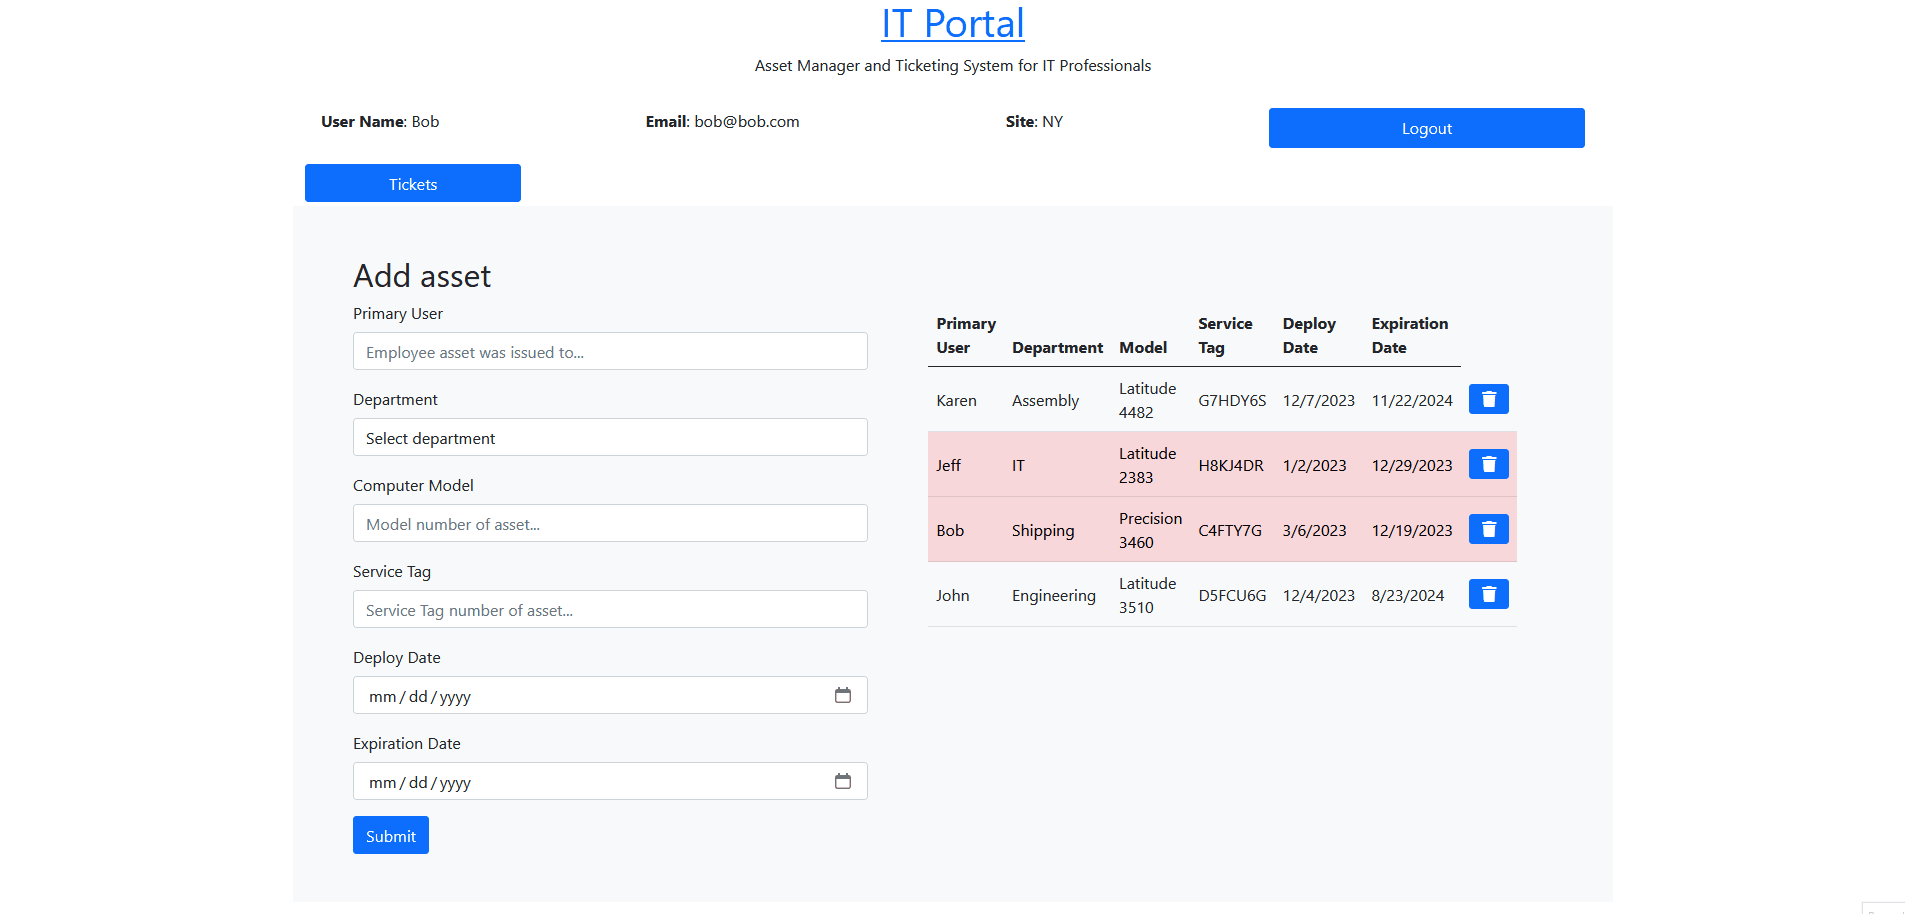 IT Portal
Asset Manager and Ticketing System for IT Professionals
User Name: Bob
Email: bob@bob.com
Site: NY
Logout
Tickets
Add asset
Primary User
Employee asset was issued to...
Department
Select department
Computer Model
Model number of asset...
Service Tag
Service Tag number of asset...
Deploy Date
mm/dd/yyyy
Expiration Date
mm/dd/yyyy
Submit
Primary User Department Model Service Tag Deploy Date Expiration Date
Karen Assembly Latitude 4482 G7HDY6S 12/7/2023 11/22/2024
Jeff IT Latitude 2383 H8KJ4DR 1/2/2023 12/29/2023
Bob Shipping Precision 3460 C4FTY7G 3/6/2023 12/19/2023
John Engineering Latitude 3510 D5FCU6G 12/4/2023 8/23/2024